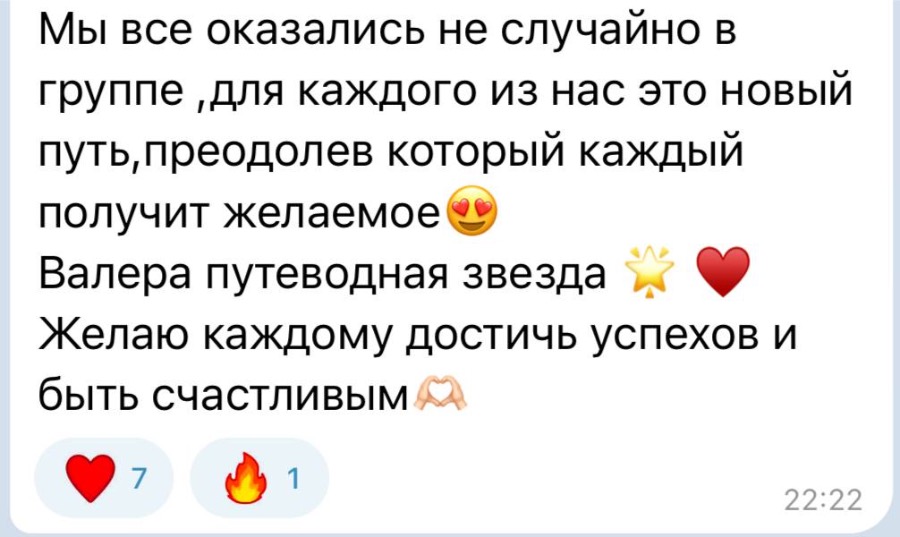 Мы все оказались не случайно в
группе ,для каждого из нас это новый
путь,преодолев который каждый
получит желаемое😍
Валера путеводная звезда 🌟 ♥️
Желаю каждому достичь успехов и
быть счастливым🫶🏻
❤️ 7 🔥 1
22:22